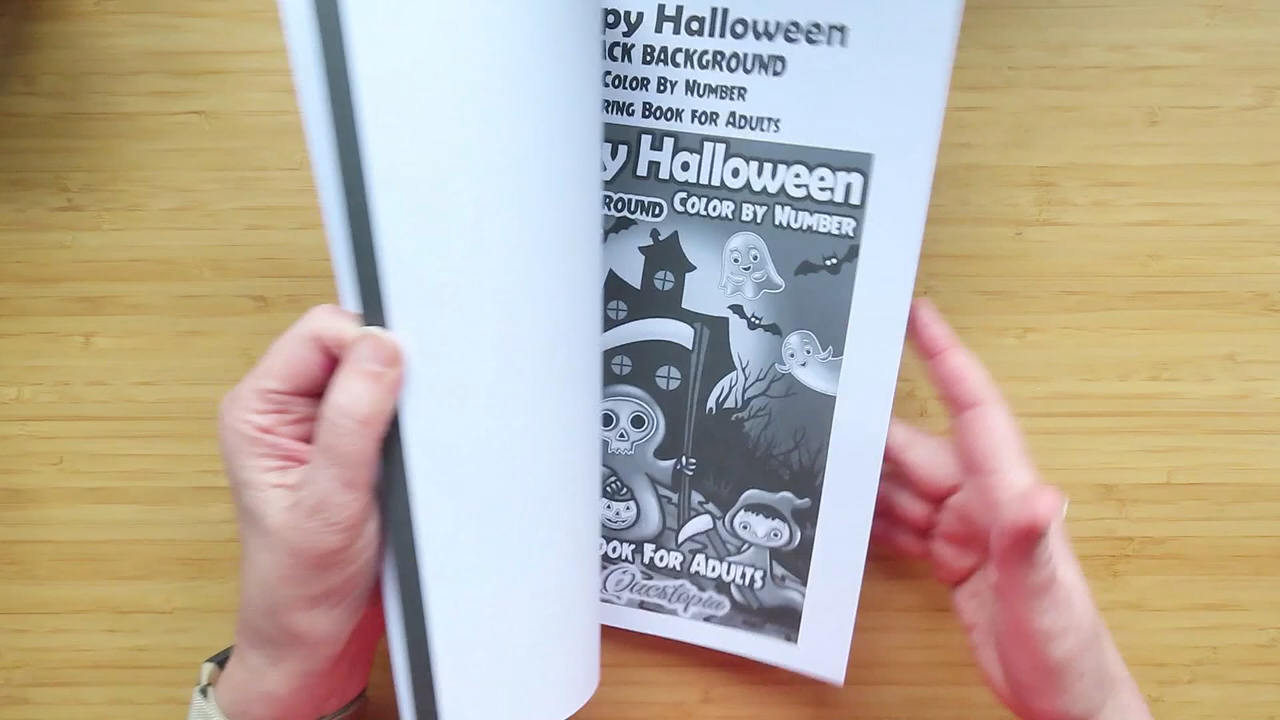 py Halloween
ACK BACKGROUND
COLOR BY NUMBER
RING BOOK FOR ADULTS
y Halloween
ROUND COLOR BY NUMBER
OOK FOR ADULTS
Qacstopia